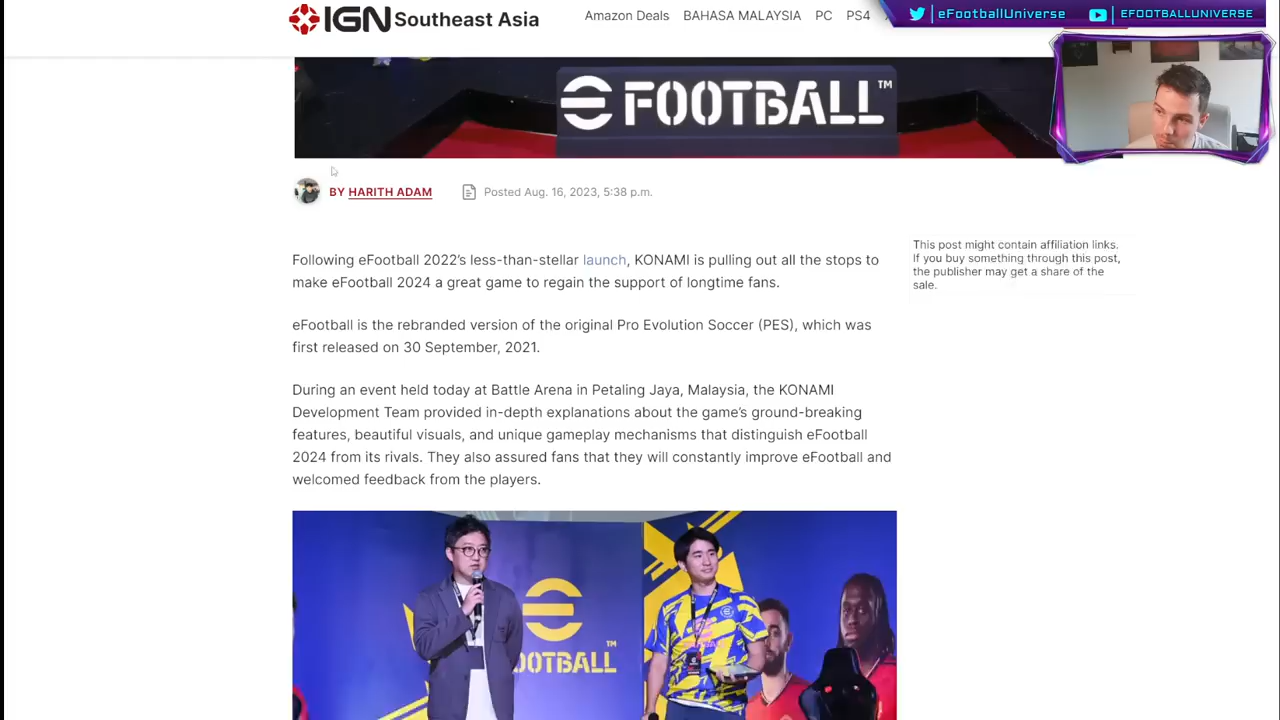 IGN Southeast Asia
Amazon Deals BAHASA MALAYSIA PC PS4
eFootballUniverse
EFOOTBALLUNIVERSE
FOOTBALL™
BY HARITH ADAM
Posted Aug. 16, 2023, 5:38 p.m.
Following eFootball 2022's less-than-stellar launch, KONAMI is pulling out all the stops to
make eFootball 2024 a great game to regain the support of longtime fans.
This post might contain affiliation links.
If you buy something through this post,
the publisher may get a share of the
sale.
eFootball is the rebranded version of the original Pro Evolution Soccer (PES), which was
first released on 30 September, 2021.
During an event held today at Battle Arena in Petaling Jaya, Malaysia, the KONAMI
Development Team provided in-depth explanations about the game's ground-breaking
features, beautiful visuals, and unique gameplay mechanisms that distinguish eFootball
2024 from its rivals. They also assured fans that they will constantly improve eFootball and
welcomed feedback from the players.
OOTBALL™